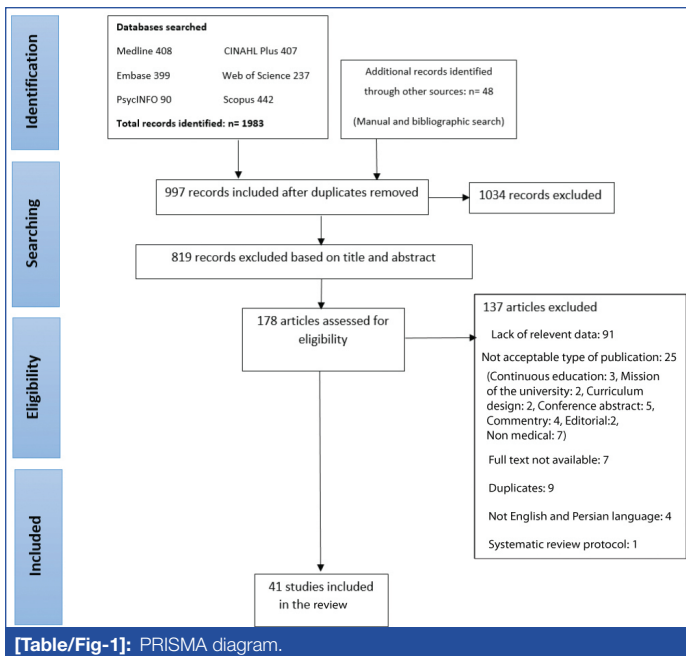 Identification
Databases searched
Medline 408 CINAHL Plus 407
Embase 399 Web of Science 237
PsycINFO 90 Scopus 442
Total records identified: n= 1983
Additional records identified
through other sources: n= 48
(Manual and bibliographic search)
Searching
997 records included after duplicates removed
1034 records excluded
819 records excluded based on title and abstract
Eligibility
178 articles assessed for
eligibility
137 articles excluded
Lack of relevent data: 91
Not acceptable type of publication: 25
(Continuous education: 3, Mission
of the university: 2, Curriculum
design: 2, Conference abstract: 5,
Commentry: 4, Editorial:2,
Non medical: 7)
Full text not available: 7
Duplicates: 9
Not English and Persian language: 4
Systematic review protocol: 1
Included
41 studies included
in the review
[Table/Fig-1]: PRISMA diagram.